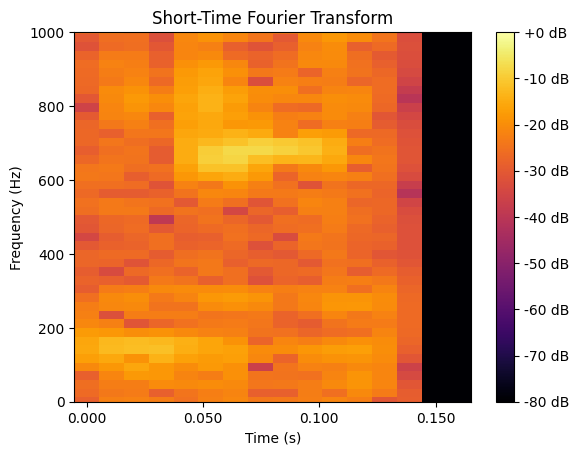 Short-Time Fourier Transform
1000
800
600
400
200
0
Frequency (Hz)
0.000
0.050
0.100
0.150
Time (s)
+0 dB
-10 dB
-20 dB
-30 dB
-40 dB
-50 dB
-60 dB
-70 dB
-80 dB